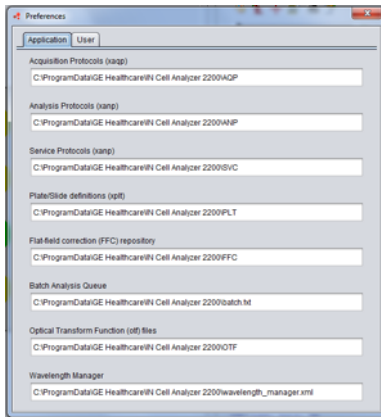 Preferences
Application User
Acquisition Protocols (xaqp)
C:\ProgramData\GE Healthcare\IN Cell Analyzer 2200\AQP
Analysis Protocols (xanp)
C:\ProgramData\GE Healthcare\IN Cell Analyzer 2200\ANP
Service Protocols (xanp)
C:\ProgramData\GE Healthcare\IN Cell Analyzer 2200\SVC
Plate/Slide definitions (xplt)
C:\ProgramData\GE Healthcare\IN Cell Analyzer 2200\PLT
Flat-field correction (FFC) repository
C:\ProgramData\GE Healthcare\IN Cell Analyzer 2200\FFC
Batch Analysis Queue
C:\ProgramData\GE Healthcare\IN Cell Analyzer 2200\batch.txt
Optical Transform Function (otf) files
C:\ProgramData\GE Healthcare\IN Cell Analyzer 2200\OTF
Wavelength Manager
C:\ProgramData\GE Healthcare\IN Cell Analyzer 2200\wavelength_manager.xml